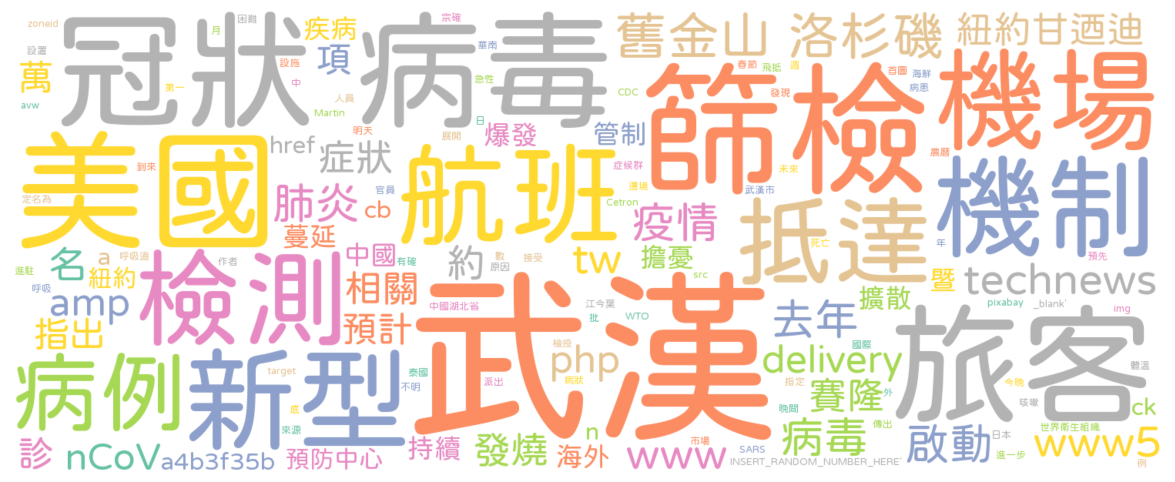 zoneid
困難
宗確
設置
冠狀病毒
疾病
項
萬
設施
月
華南
急性
中
人員
第一
avw
Martin
日
CDC
舊金山
洛杉磯
紐約甘迺迪
春節
飛抵
週
首圖
海鮮
病患
發現
篩檢
機場
美國
href
症狀
明天
展開
爆發
管制
航班
症候群
邊境
武漢市
未來
農曆
機制
到來
官員
定名為
肺炎
cb
Cetron
疫情
抵達
死亡
年
預先
蔓延
名
a
呼吸道
紐約
進駐
呼吸
作者
中國
有確
約
數
原因
接受
tw
擔憂
src
暨
technews
檢測
相關
中國湖北省
武漢
江今葉
批
WTO
擴散
pixabay
_blank'
img
amp
指出
預計
去年
旅客
病例
新型
target
泰國
不明
底
來源
檢疫
php
病狀
派出
delivery
國際
指定
賽隆
外
今晚
體溫
咳嗽
ck
晚間
病毒
傳出
世界衛生組織
啟動
日本
進一步
www5
例
診
nCoV
a4b3f35b
預防中心
持續
發燒
n
海外
市場
www
SARS
INSERT_RANDOM_NUMBER_HERE'